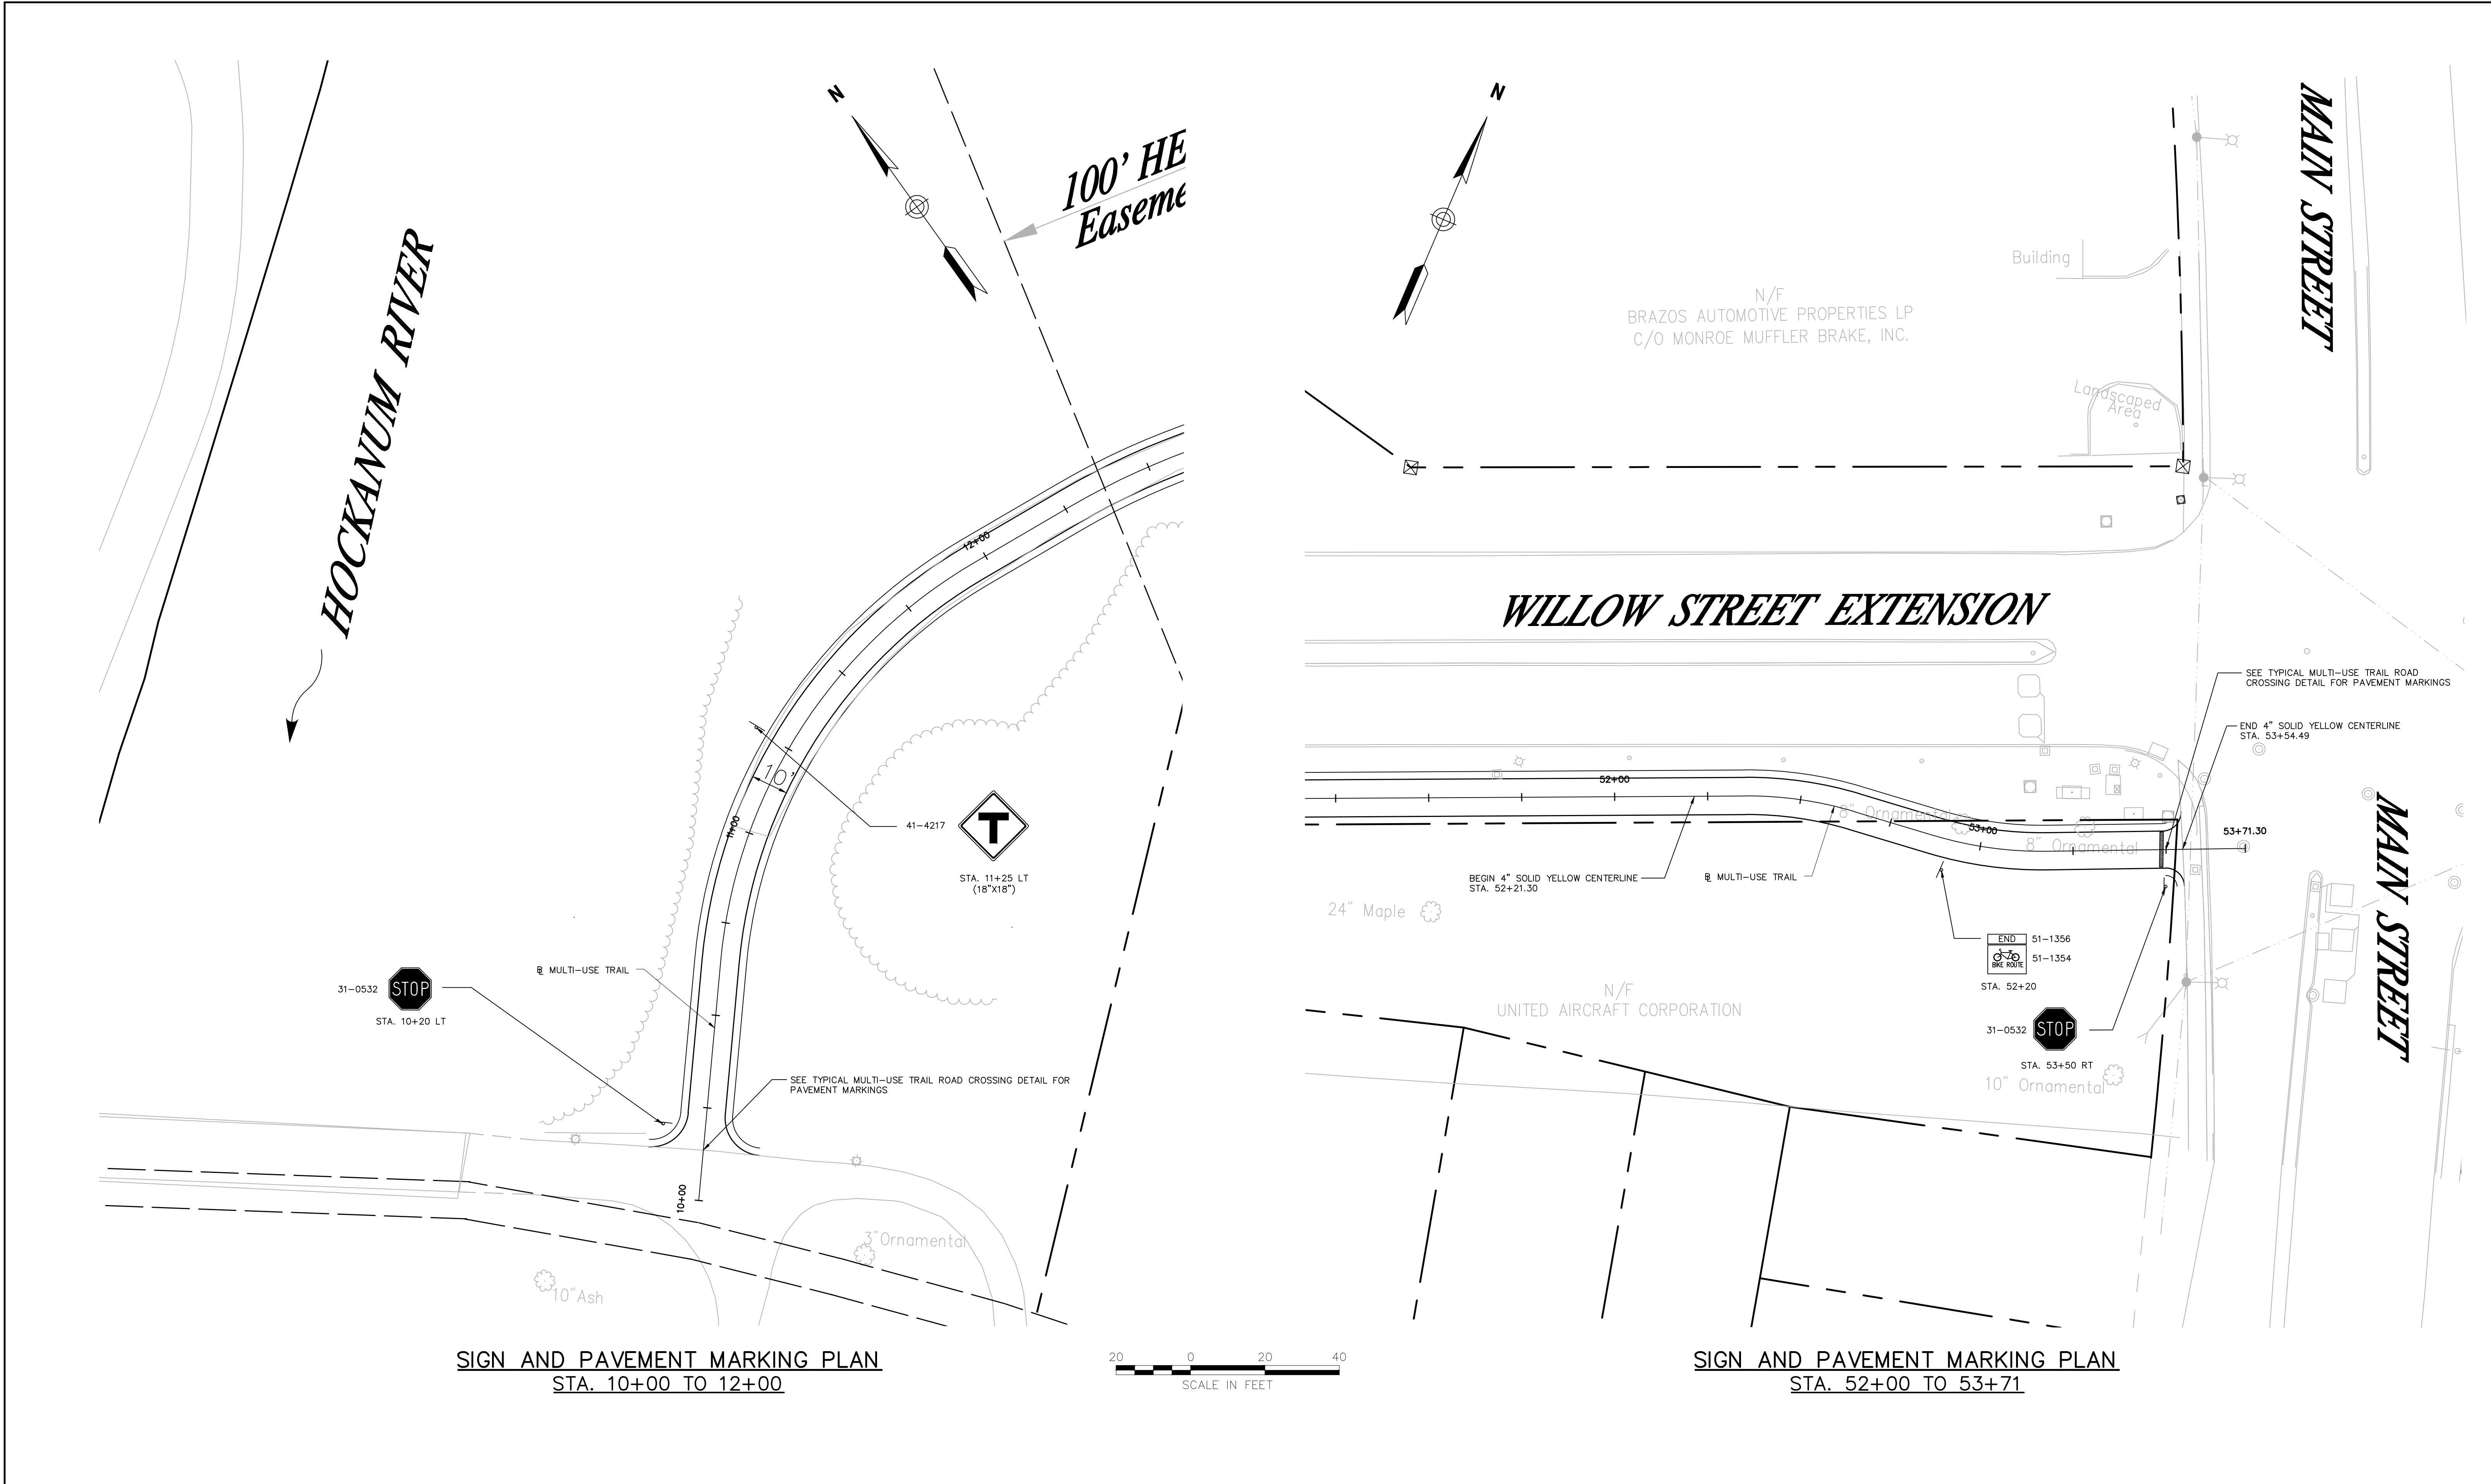 N
100' HE
Easeme
HOCKANUM RIVER
12+00
10'
11+00
41-4217
T
STA. 11+25 LT
(18"X18")
31-0532
STOP
STA. 10+20 LT
℄ MULTI-USE TRAIL
SEE TYPICAL MULTI-USE TRAIL ROAD CROSSING DETAIL FOR
PAVEMENT MARKINGS
10+00
3"Ornamental
10"Ash
SIGN AND PAVEMENT MARKING PLAN
STA. 10+00 TO 12+00
20 0 20 40
SCALE IN FEET
N
MAIN STREET
Building
N/F
BRAZOS AUTOMOTIVE PROPERTIES LP
C/O MONROE MUFFLER BRAKE, INC.
Landscaped
Area
WILLOW STREET EXTENSION
SEE TYPICAL MULTI-USE TRAIL ROAD
CROSSING DETAIL FOR PAVEMENT MARKINGS
END 4" SOLID YELLOW CENTERLINE
STA. 53+54.49
52+00
8" Ornamental
53+00
8" Ornamental
53+71.30
BEGIN 4" SOLID YELLOW CENTERLINE
STA. 52+21.30
℄ MULTI-USE TRAIL
24" Maple
END
51-1356
BIKE ROUTE
51-1354
STA. 52+20
MAIN STREET
N/F
UNITED AIRCRAFT CORPORATION
31-0532
STOP
STA. 53+50 RT
10" Ornamental
SIGN AND PAVEMENT MARKING PLAN
STA. 52+00 TO 53+71